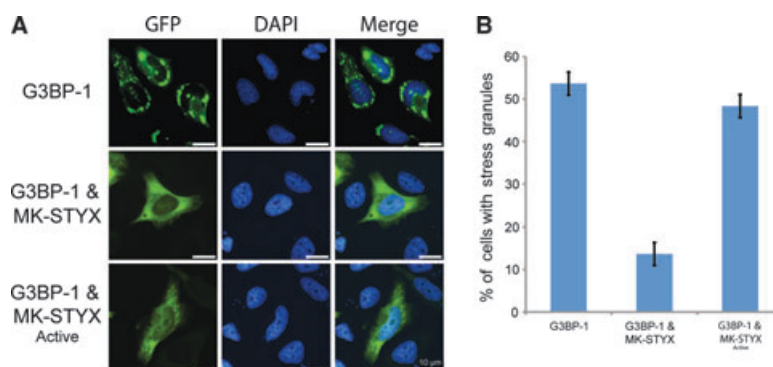 A
GFP
DAPI
Merge
G3BP-1
G3BP-1 &
MK-STYX
G3BP-1 &
MK-STYX
Active
10 µm
B
% of cells with stress granules
60
50
40
30
20
10
0
G3BP-1
G3BP-1 &
MK-STYX
G3BP-1 &
MK-STYX
Active